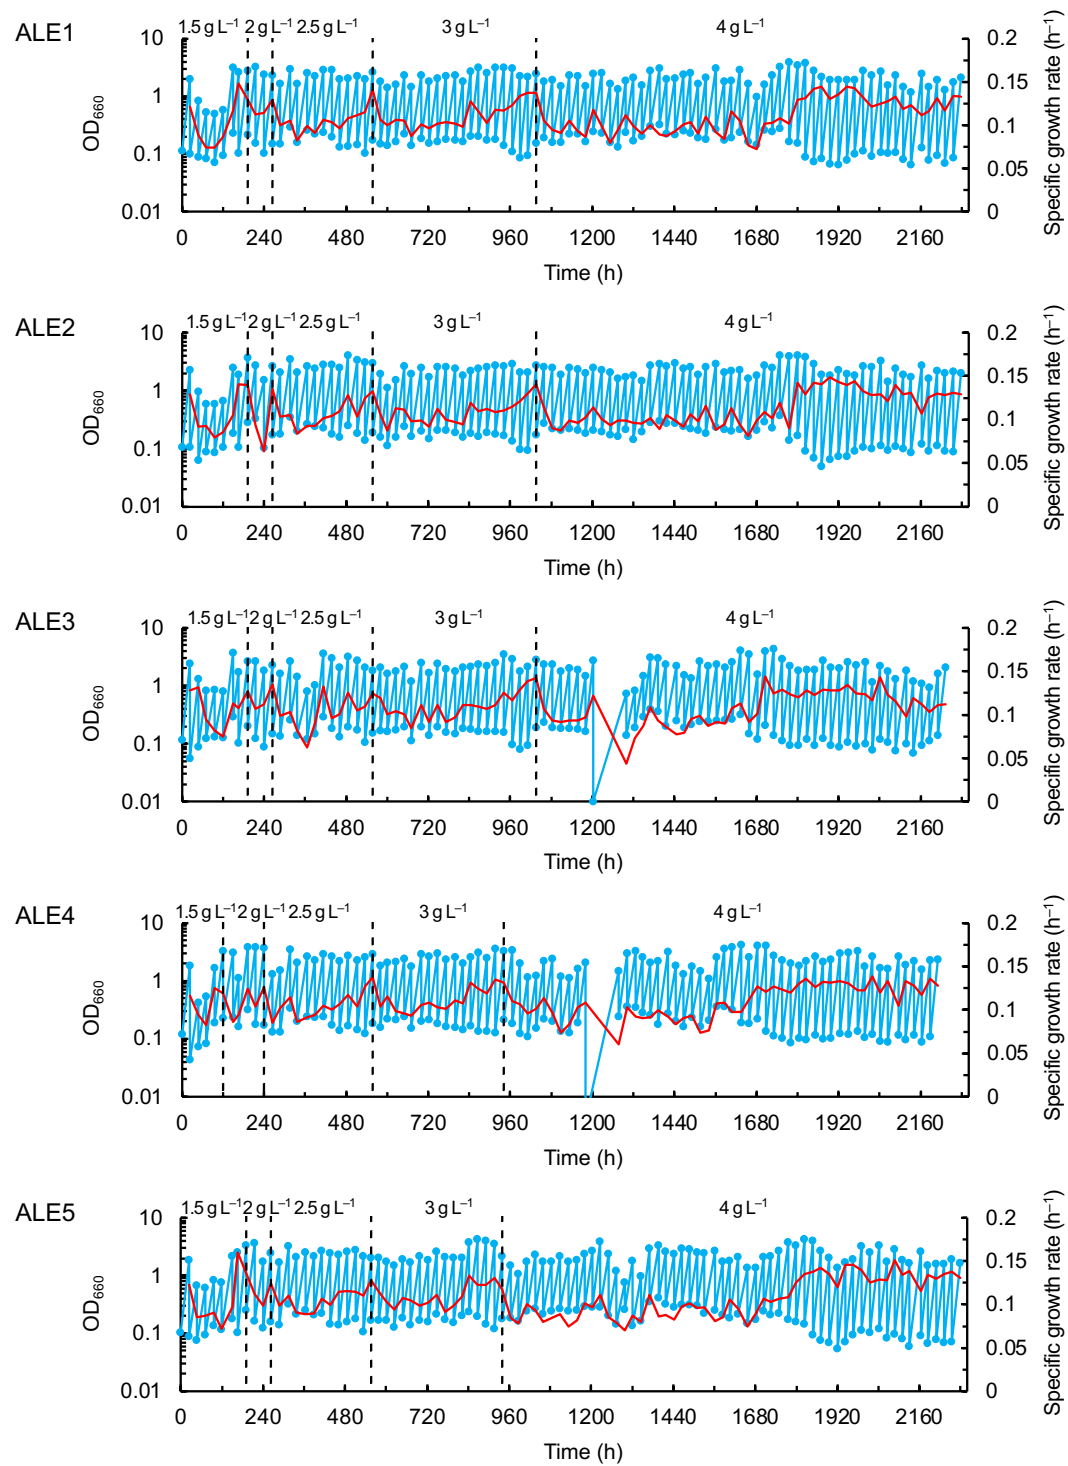 ALE1
1.5 g L⁻¹ 2 g L⁻¹ 2.5 g L⁻¹ 3 g L⁻¹ 4 g L⁻¹
10 1 0.1 0.01
OD₆₆₀
0.2 0.15 0.1 0.05 0
Specific growth rate (h⁻¹)
0 240 480 720 960 1200 1440 1680 1920 2160
Time (h)
ALE2
1.5 g L⁻¹ 2 g L⁻¹ 2.5 g L⁻¹ 3 g L⁻¹ 4 g L⁻¹
10 1 0.1 0.01
OD₆₆₀
0.2 0.15 0.1 0.05 0
Specific growth rate (h⁻¹)
0 240 480 720 960 1200 1440 1680 1920 2160
Time (h)
ALE3
1.5 g L⁻¹ 2 g L⁻¹ 2.5 g L⁻¹ 3 g L⁻¹ 4 g L⁻¹
10 1 0.1 0.01
OD₆₆₀
0.2 0.15 0.1 0.05 0
Specific growth rate (h⁻¹)
0 240 480 720 960 1200 1440 1680 1920 2160
Time (h)
ALE4
1.5 g L⁻¹ 2 g L⁻¹ 2.5 g L⁻¹ 3 g L⁻¹ 4 g L⁻¹
10 1 0.1 0.01
OD₆₆₀
0.2 0.15 0.1 0.05 0
Specific growth rate (h⁻¹)
0 240 480 720 960 1200 1440 1680 1920 2160
Time (h)
ALE5
1.5 g L⁻¹ 2 g L⁻¹ 2.5 g L⁻¹ 3 g L⁻¹ 4 g L⁻¹
10 1 0.1 0.01
OD₆₆₀
0.2 0.15 0.1 0.05 0
Specific growth rate (h⁻¹)
0 240 480 720 960 1200 1440 1680 1920 2160
Time (h)